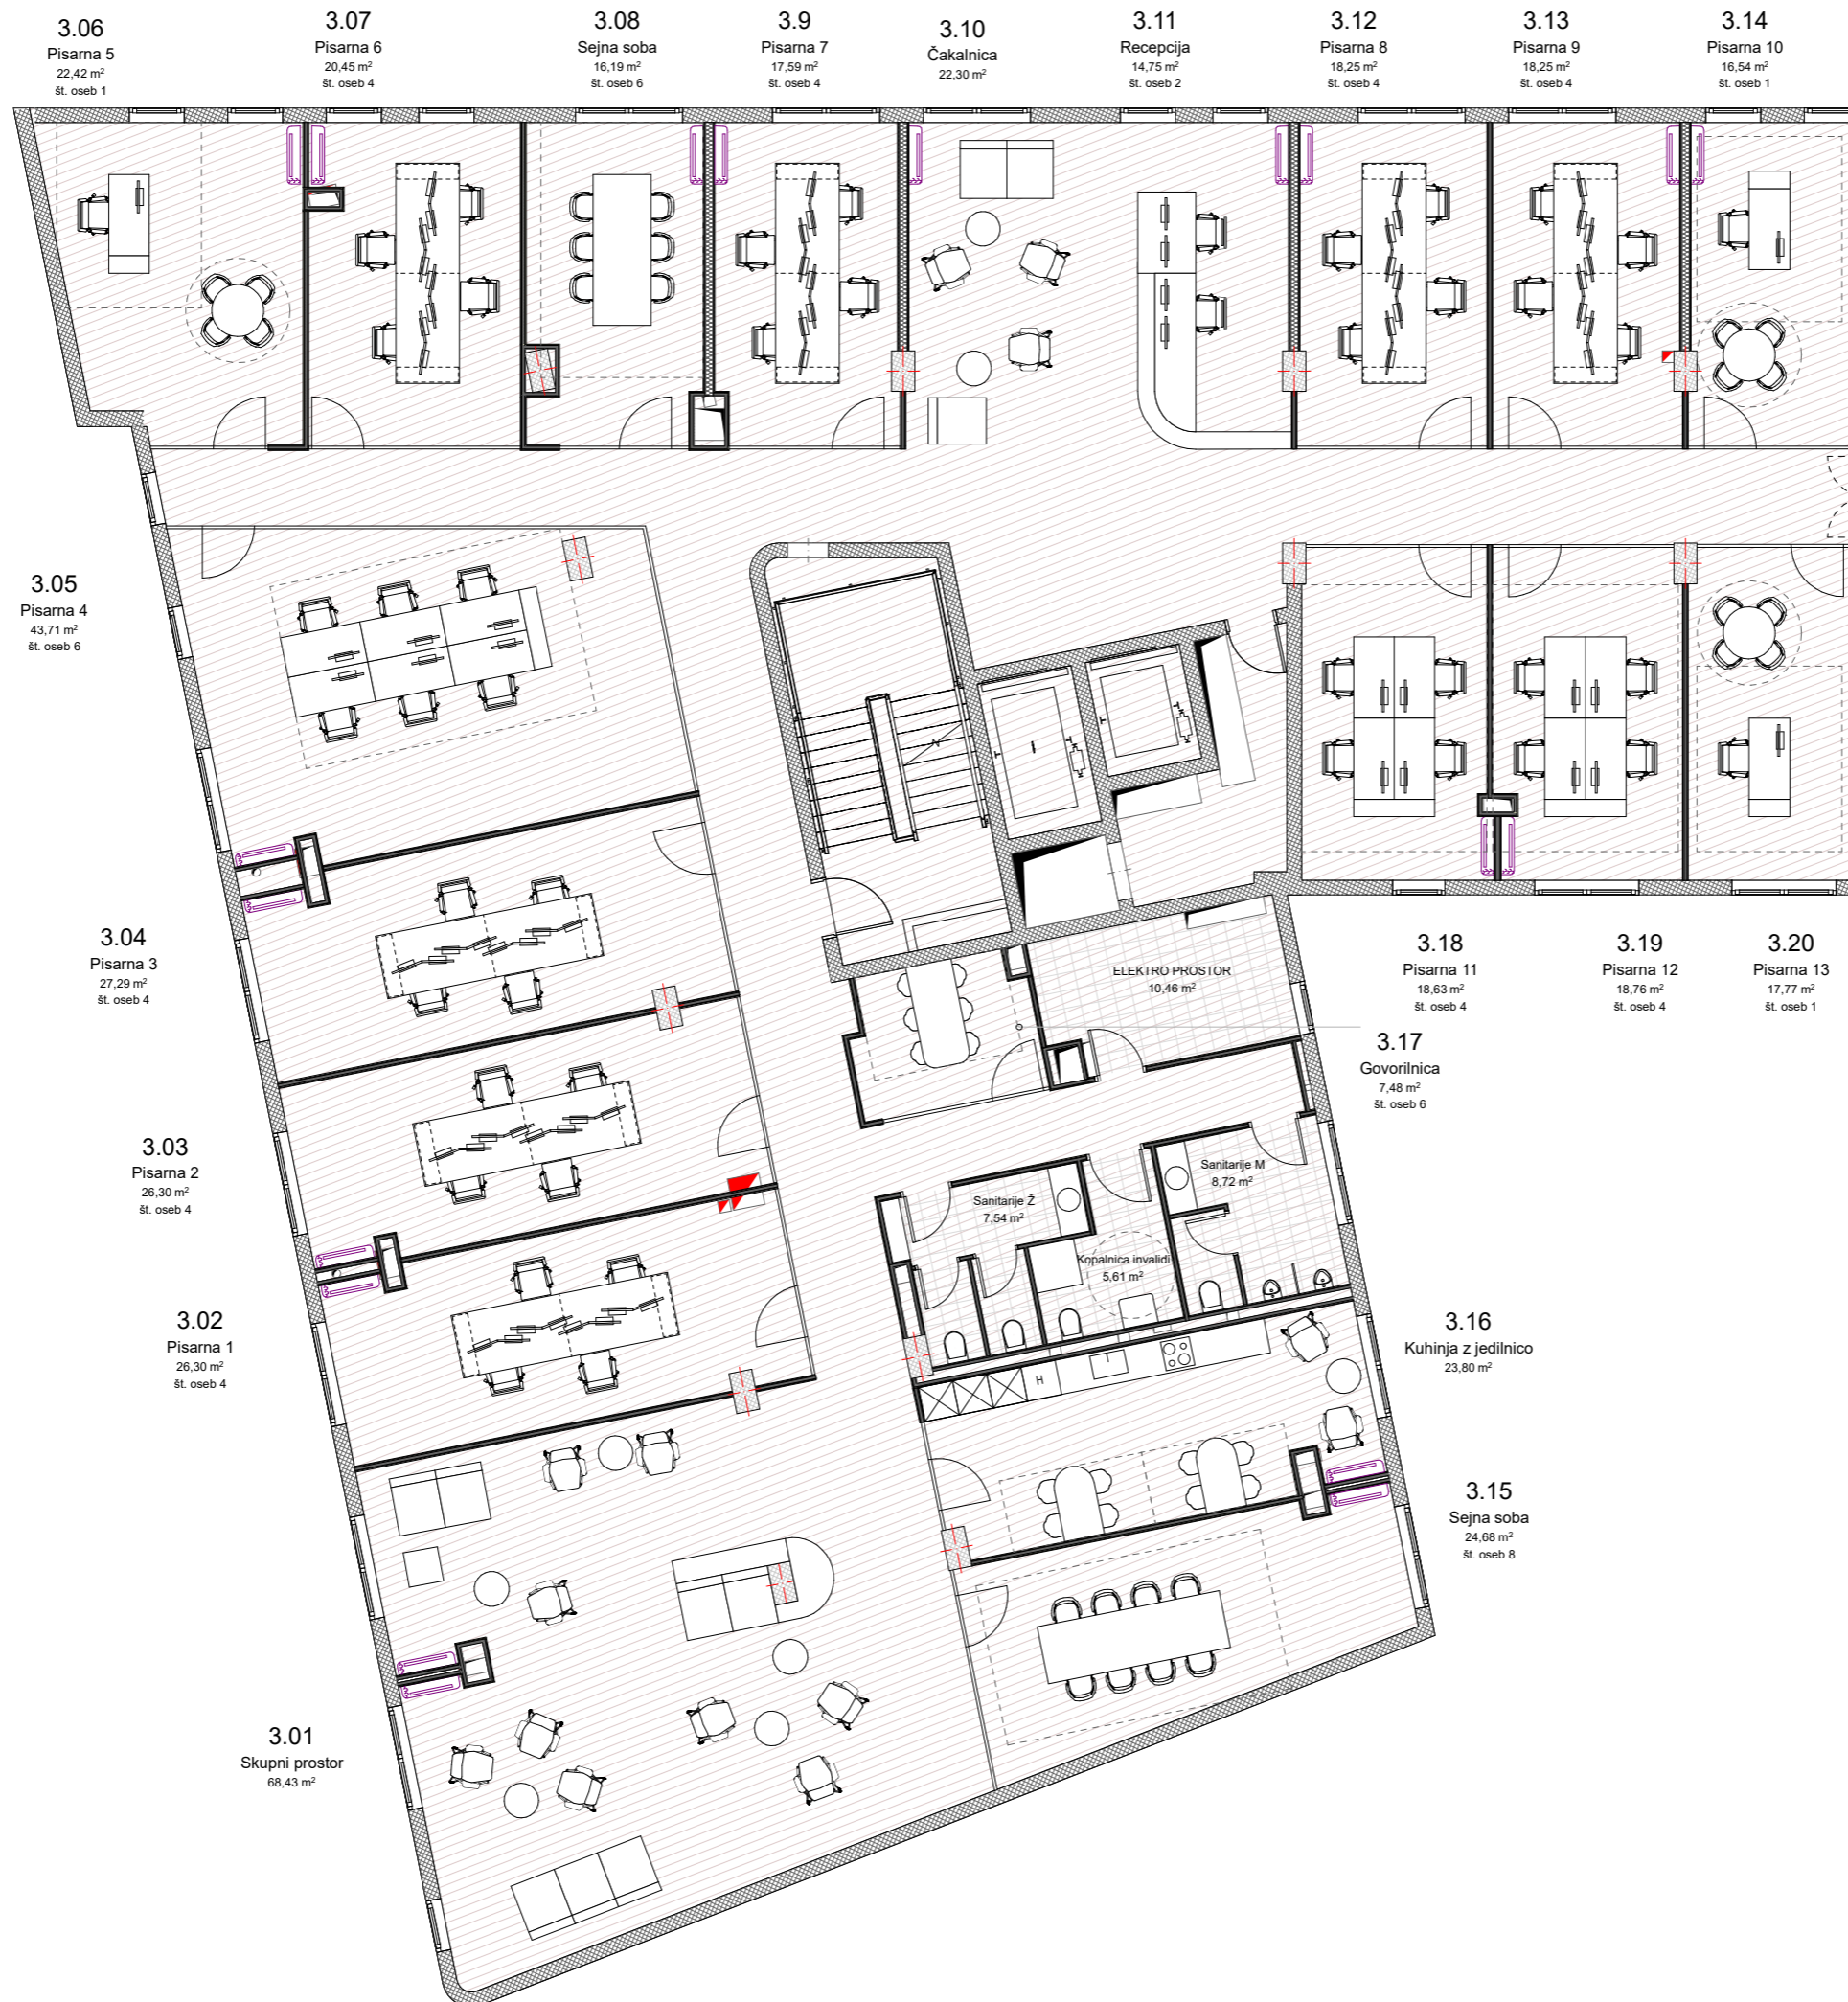 3.06
Pisarna 5
22,42 m²
št. oseb 1
3.07
Pisarna 6
20,45 m²
št. oseb 4
3.08
Sejna soba
16,19 m²
št. oseb 6
3.9
Pisarna 7
17,59 m²
št. oseb 4
3.10
Čakalnica
22,30 m²
3.11
Recepcija
14,75 m²
št. oseb 2
3.12
Pisarna 8
18,25 m²
št. oseb 4
3.13
Pisarna 9
18,25 m²
št. oseb 4
3.14
Pisarna 10
16,54 m²
št. oseb 1
3.05
Pisarna 4
43,71 m²
št. oseb 6
3.04
Pisarna 3
27,29 m²
št. oseb 4
3.18
Pisarna 11
18,63 m²
št. oseb 4
3.19
Pisarna 12
18,76 m²
št. oseb 4
3.20
Pisarna 13
17,77 m²
št. oseb 1
ELEKTRO PROSTOR
10,46 m²
3.17
Govorilnica
7,48 m²
št. oseb 6
3.03
Pisarna 2
26,30 m²
št. oseb 4
Sanitarije M
8,72 m²
Sanitarije Ž
7,54 m²
Kopalnica invalidi
5,61 m²
3.02
Pisarna 1
26,30 m²
št. oseb 4
3.16
Kuhinja z jedilnico
23,80 m²
H
3.15
Sejna soba
24,68 m²
št. oseb 8
3.01
Skupni prostor
68,43 m²